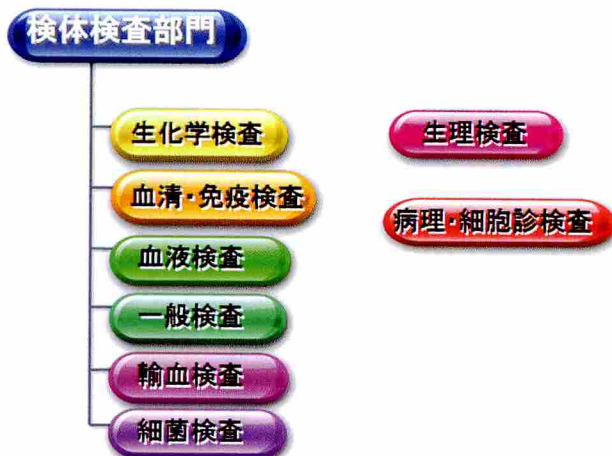 検体検査部門
生化学検査
血清・免疫検査
血液検査
一般検査
輸血検査
細菌検査
生理検査
病理・細胞診検査